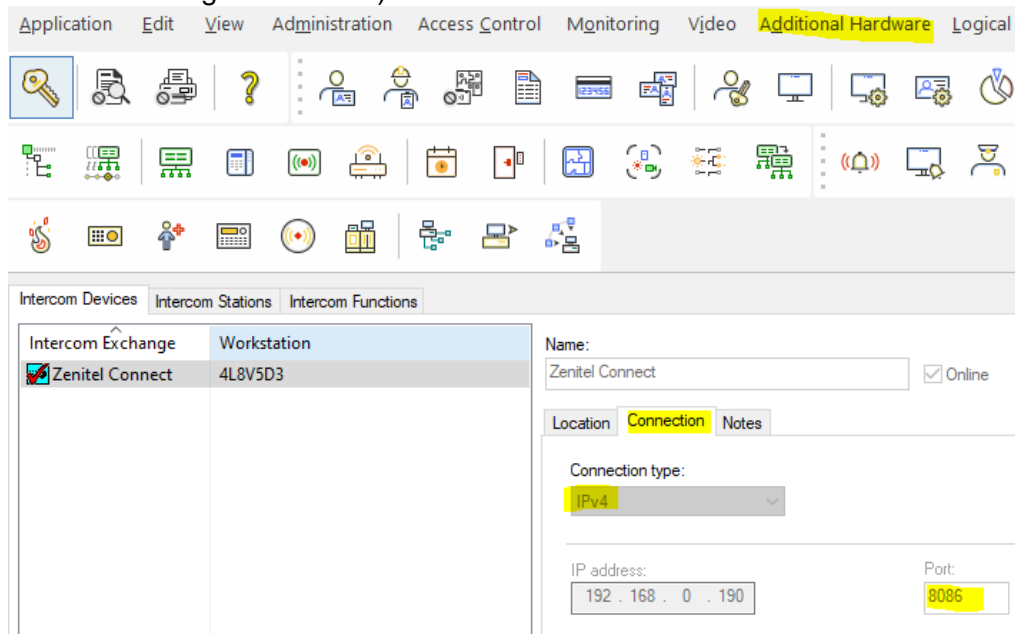 Application Edit View Administration Access Control Monitoring Video Additional Hardware Logical
123456
Intercom Devices Intercom Stations Intercom Functions
Intercom Exchange Workstation
Zenitel Connect 4L8V5D3
Name:
Zenitel Connect Online
Location Connection Notes
Connection type:
IPv4
IP address: Port:
192 . 168 . 0 . 190 8086